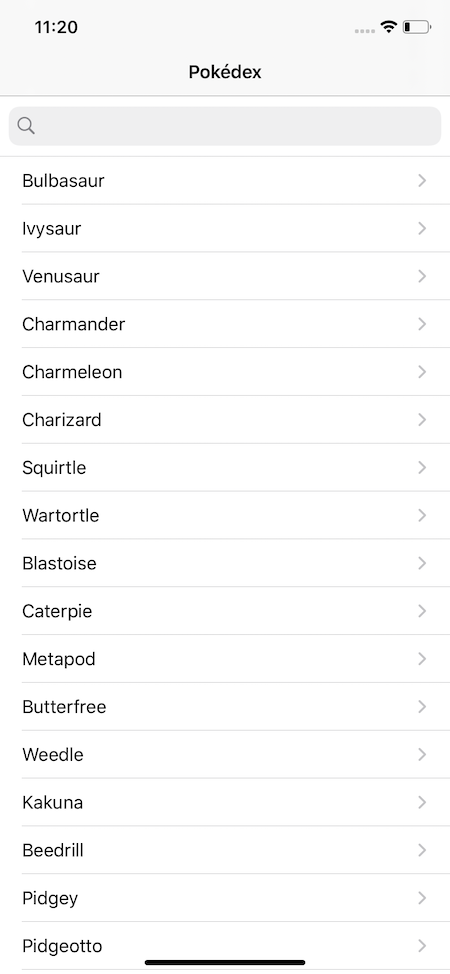 11:20
Pokédex
Bulbasaur
Ivysaur
Venusaur
Charmander
Charmeleon
Charizard
Squirtle
Wartortle
Blastoise
Caterpie
Metapod
Butterfree
Weedle
Kakuna
Beedrill
Pidgey
Pidgeotto